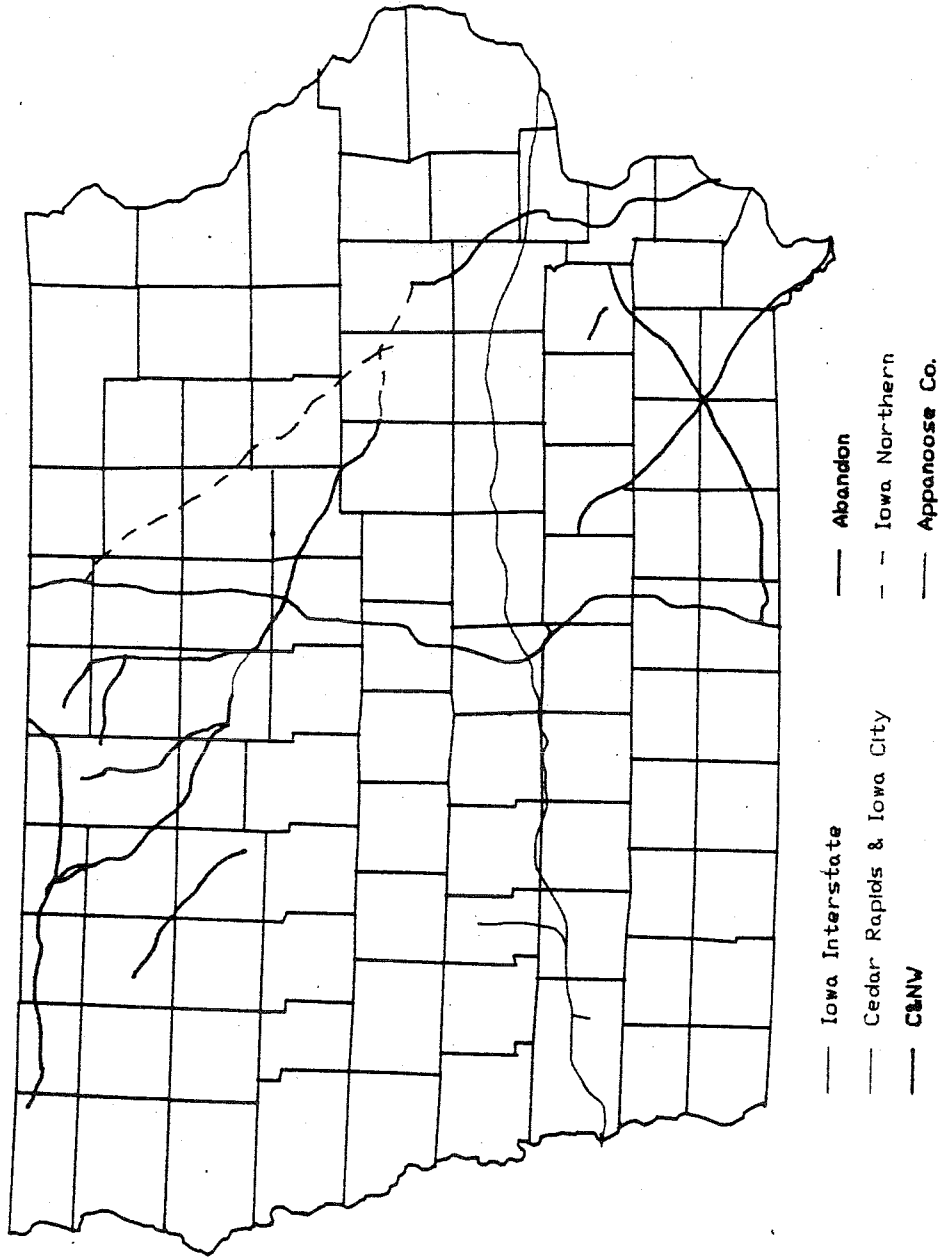 Iowa Interstate
Cedar Rapids & Iowa City
C&NW
Abandon
Iowa Northern
Appanoose Co.